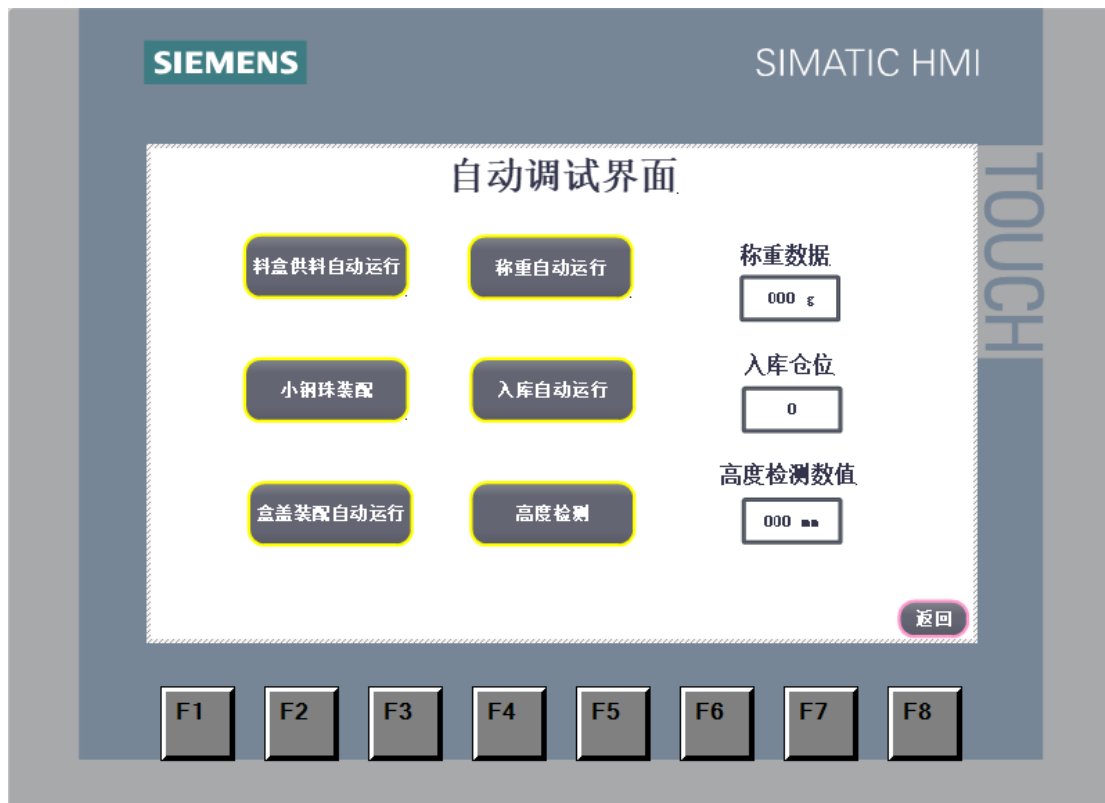 SIEMENS
SIMATIC HMI
TOUCH
自动调试界面
料盒供料自动运行
称重自动运行
称重数据
000 g
小钢珠装配
入库自动运行
入库仓位
0
盒盖装配自动运行
高度检测
高度检测数值
000 mm
返回
F1
F2
F3
F4
F5
F6
F7
F8